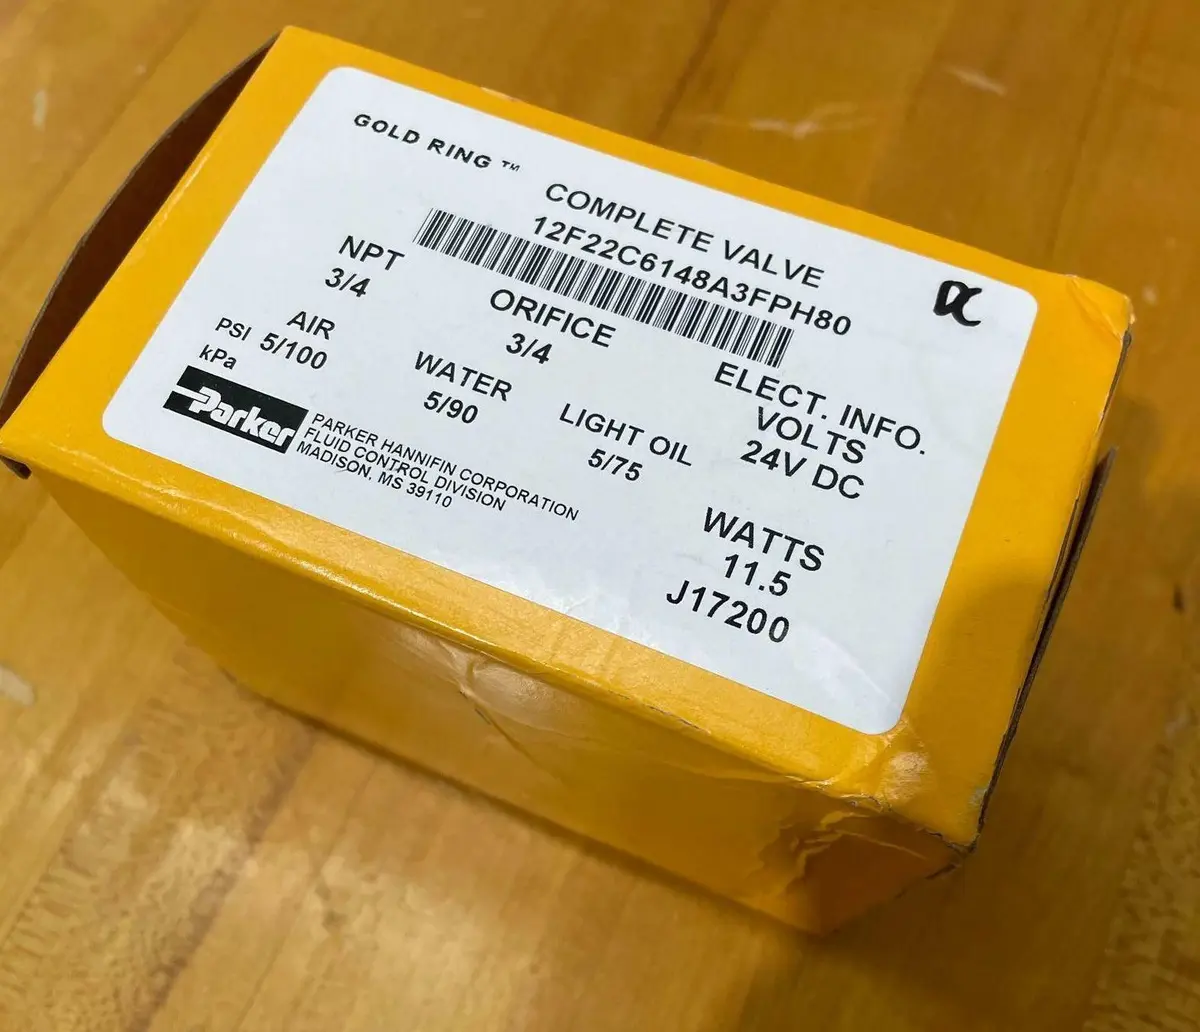 GOLD RING ™
COMPLETE VALVE
12F22C6148A3FPH80
NPT
3/4
ORIFICE
3/4
AIR
PSI 5/100
kPa
WATER
5/90
LIGHT OIL
5/75
ELECT. INFO.
VOLTS
24V DC
WATTS
11.5
J17200
Parker
PARKER HANNIFIN CORPORATION
FLUID CONTROL DIVISION
MADISON, MS 39110